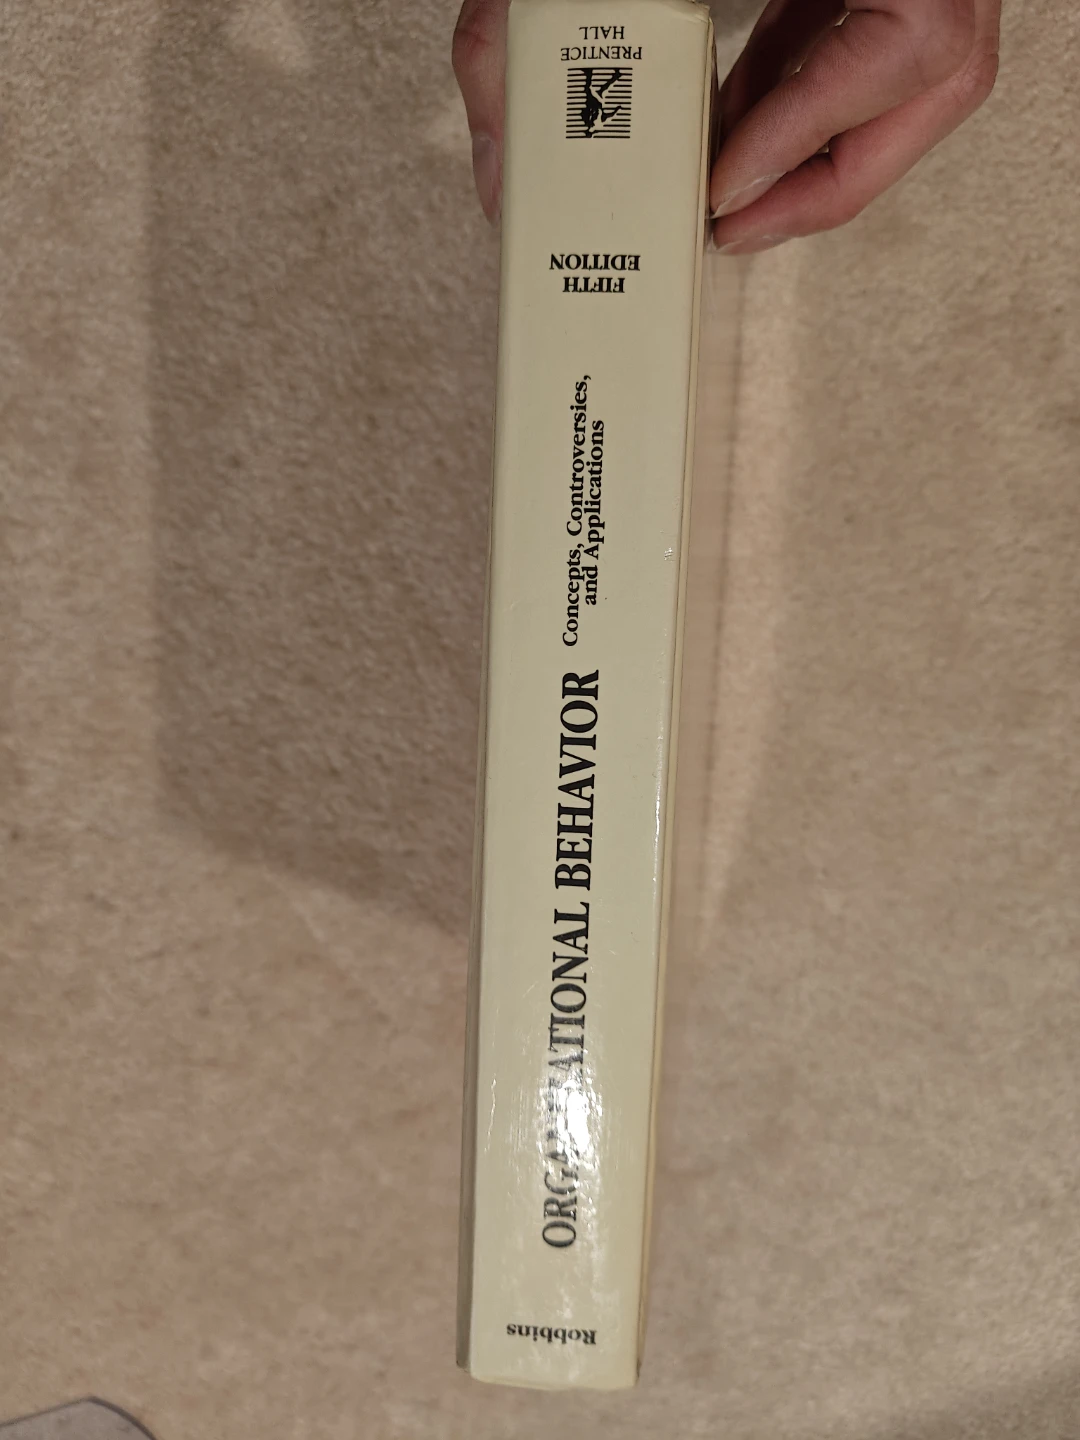 Robbins
ORGANIZATIONAL BEHAVIOR
Concepts, Controversies,
and Applications
FIFTH
EDITION
PRENTICE
HALL